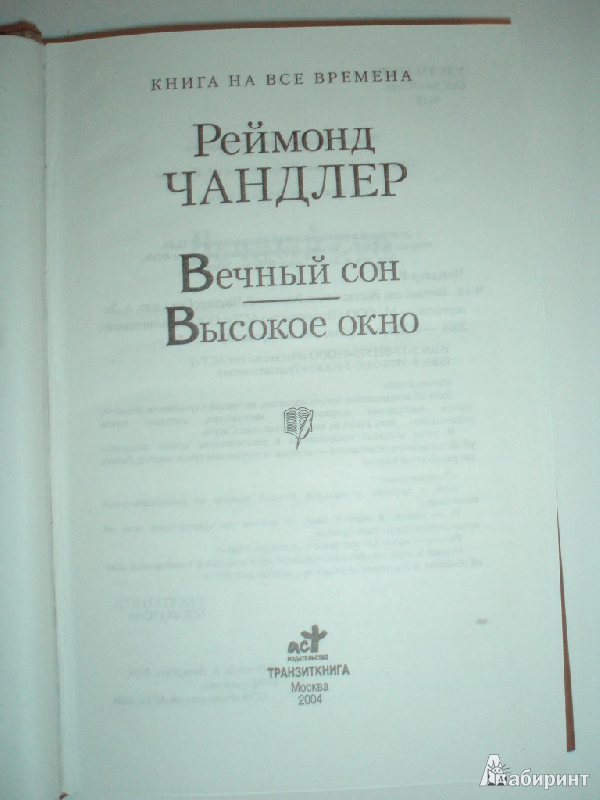 КНИГА НА ВСЕ ВРЕМЕНА
Реймонд
ЧАНДЛЕР
Вечный сон
Высокое окно
аст
издательство
ТРАНЗИТКНИГА
Москва
2004
Лабиринт